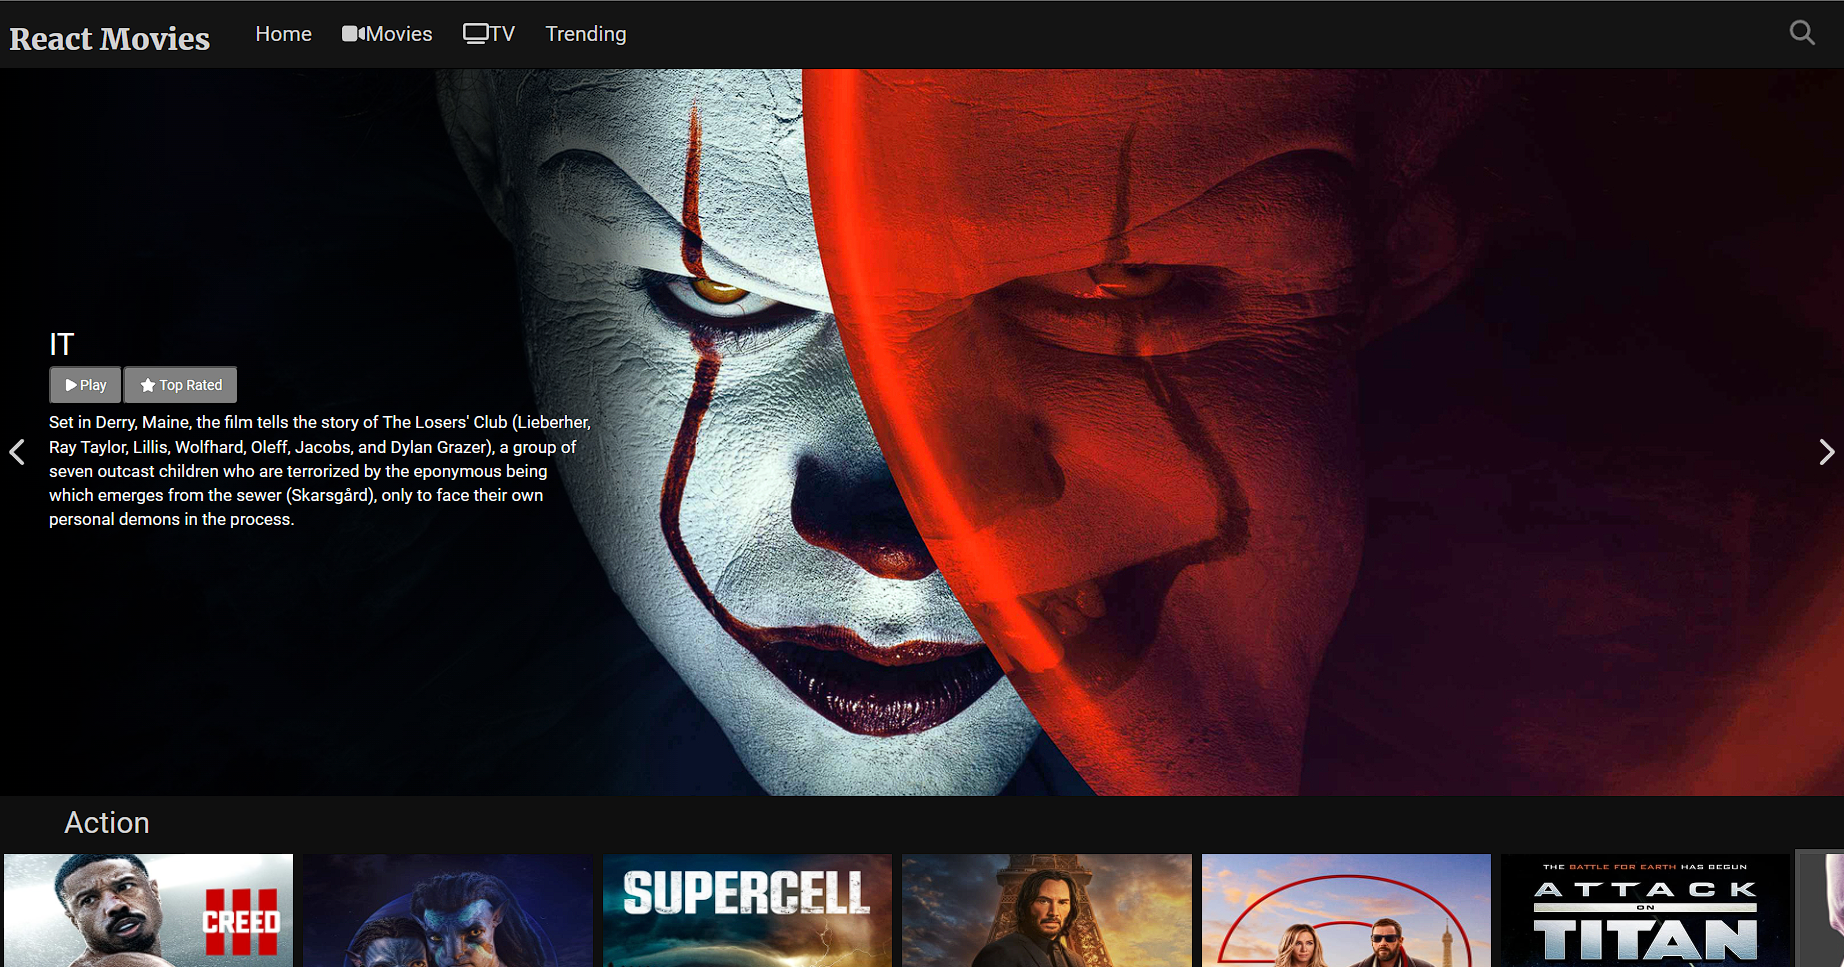 React Movies
Home
Movies
TV
Trending
IT
Play
Top Rated
Set in Derry, Maine, the film tells the story of The Losers' Club (Lieberher,
Ray Taylor, Lillis, Wolfhard, Oleff, Jacobs, and Dylan Grazer), a group of
seven outcast children who are terrorized by the eponymous being
which emerges from the sewer (Skarsgård), only to face their own
personal demons in the process.
Action
CREED
III
SUPERCELL
THE BATTLE FOR EARTH HAS BEGUN
ATTACK
ON
TITAN